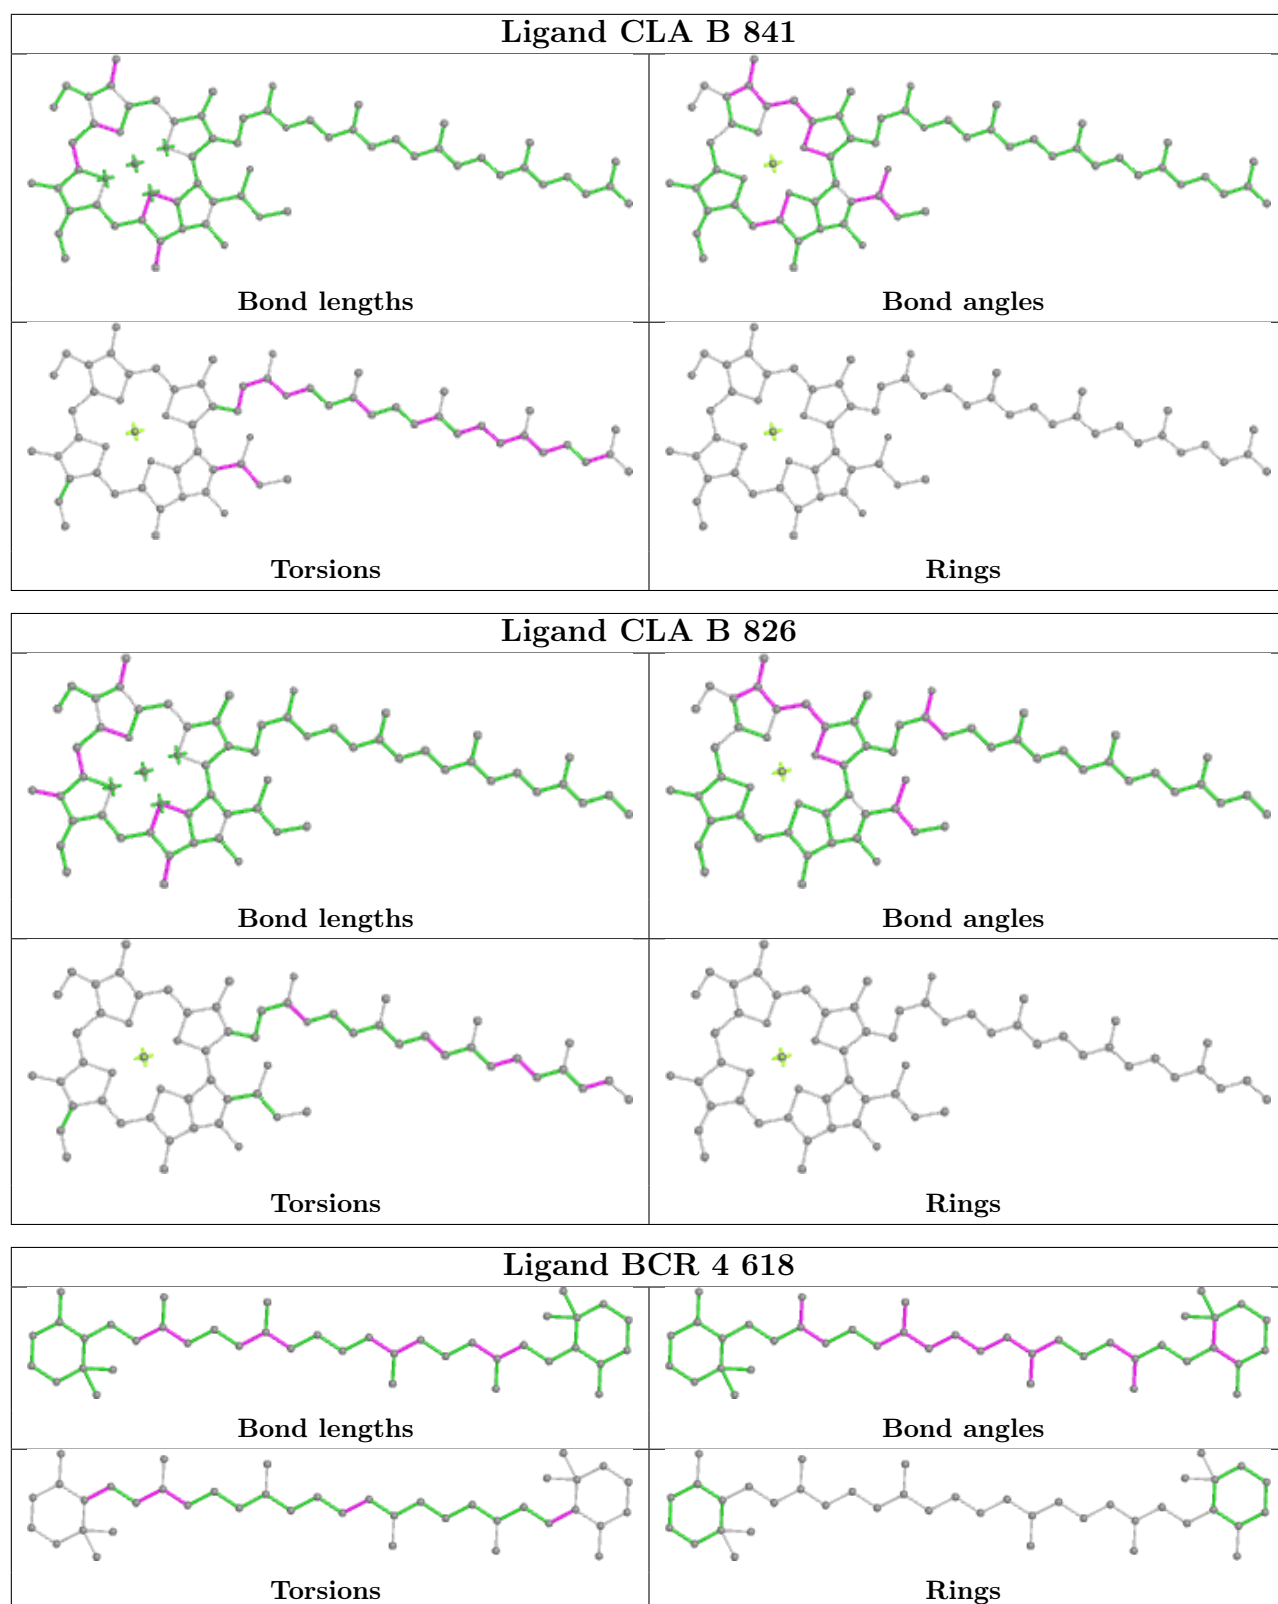 Ligand CLA B 841
Bond lengths
Bond angles
Torsions
Rings
Ligand CLA B 826
Bond lengths
Bond angles
Torsions
Rings
Ligand BCR 4 618
Bond lengths
Bond angles
Torsions
Rings